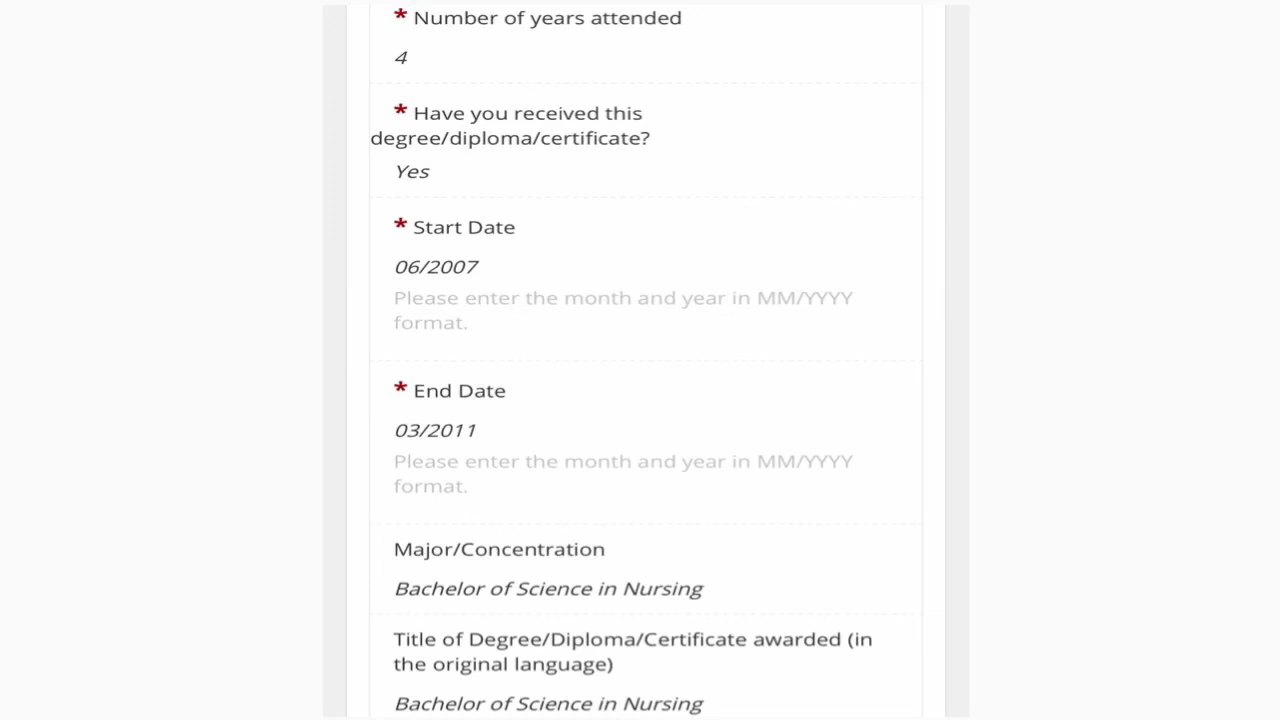 * Number of years attended
4
* Have you received this
degree/diploma/certificate?
Yes
* Start Date
06/2007
Please enter the month and year in MM/YYYY
format.
* End Date
03/2011
Please enter the month and year in MM/YYYY
format.
Major/Concentration
Bachelor of Science in Nursing
Title of Degree/Diploma/Certificate awarded (in
the original language)
Bachelor of Science in Nursing